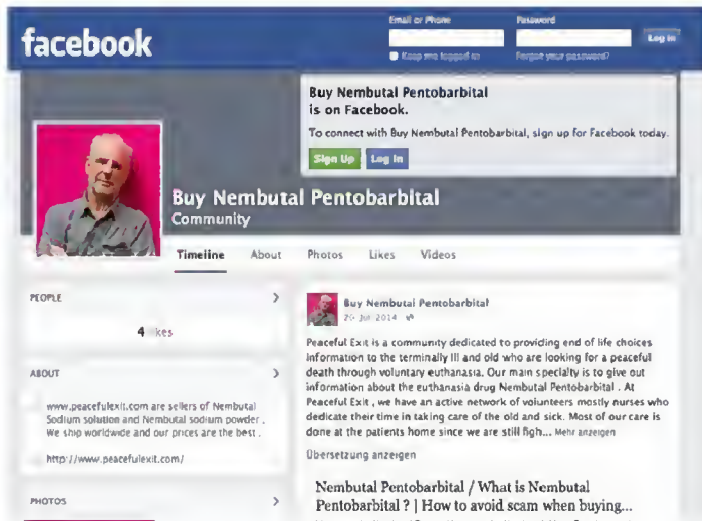 facebook
Email or Phone
Password
Log in
Keep me logged in
Forgot your password?
Buy Nembutal Pentobarbital
is on Facebook.
To connect with Buy Nembutal Pentobarbital, sign up for Facebook today.
Sign Up
Log In
Buy Nembutal Pentobarbital
Community
Timeline
About
Photos
Likes
Videos
PEOPLE
4 likes
ABOUT
www.peacefulexit.com are sellers of Nembutal
Sodium solution and Nembutal sodium powder .
We ship worldwide and our prices are the best .
http://www.peacefulexit.com/
PHOTOS
Buy Nembutal Pentobarbital
20 Jul 2014
Peaceful Exit is a community dedicated to providing end of life choices
information to the terminally ill and old who are looking for a peaceful
death through voluntary euthanasia. Our main specialty is to give out
information about the euthanasia drug Nembutal Pentobarbital . At
Peaceful Exit , we have an active network of volunteers mostly nurses who
dedicate their time in taking care of the old and sick. Most of our care is
done at the patients home since we are still figh... Mehr anzeigen
Übersetzung anzeigen
Nembutal Pentobarbital / What is Nembutal
Pentobarbital ? | How to avoid scam when buying...